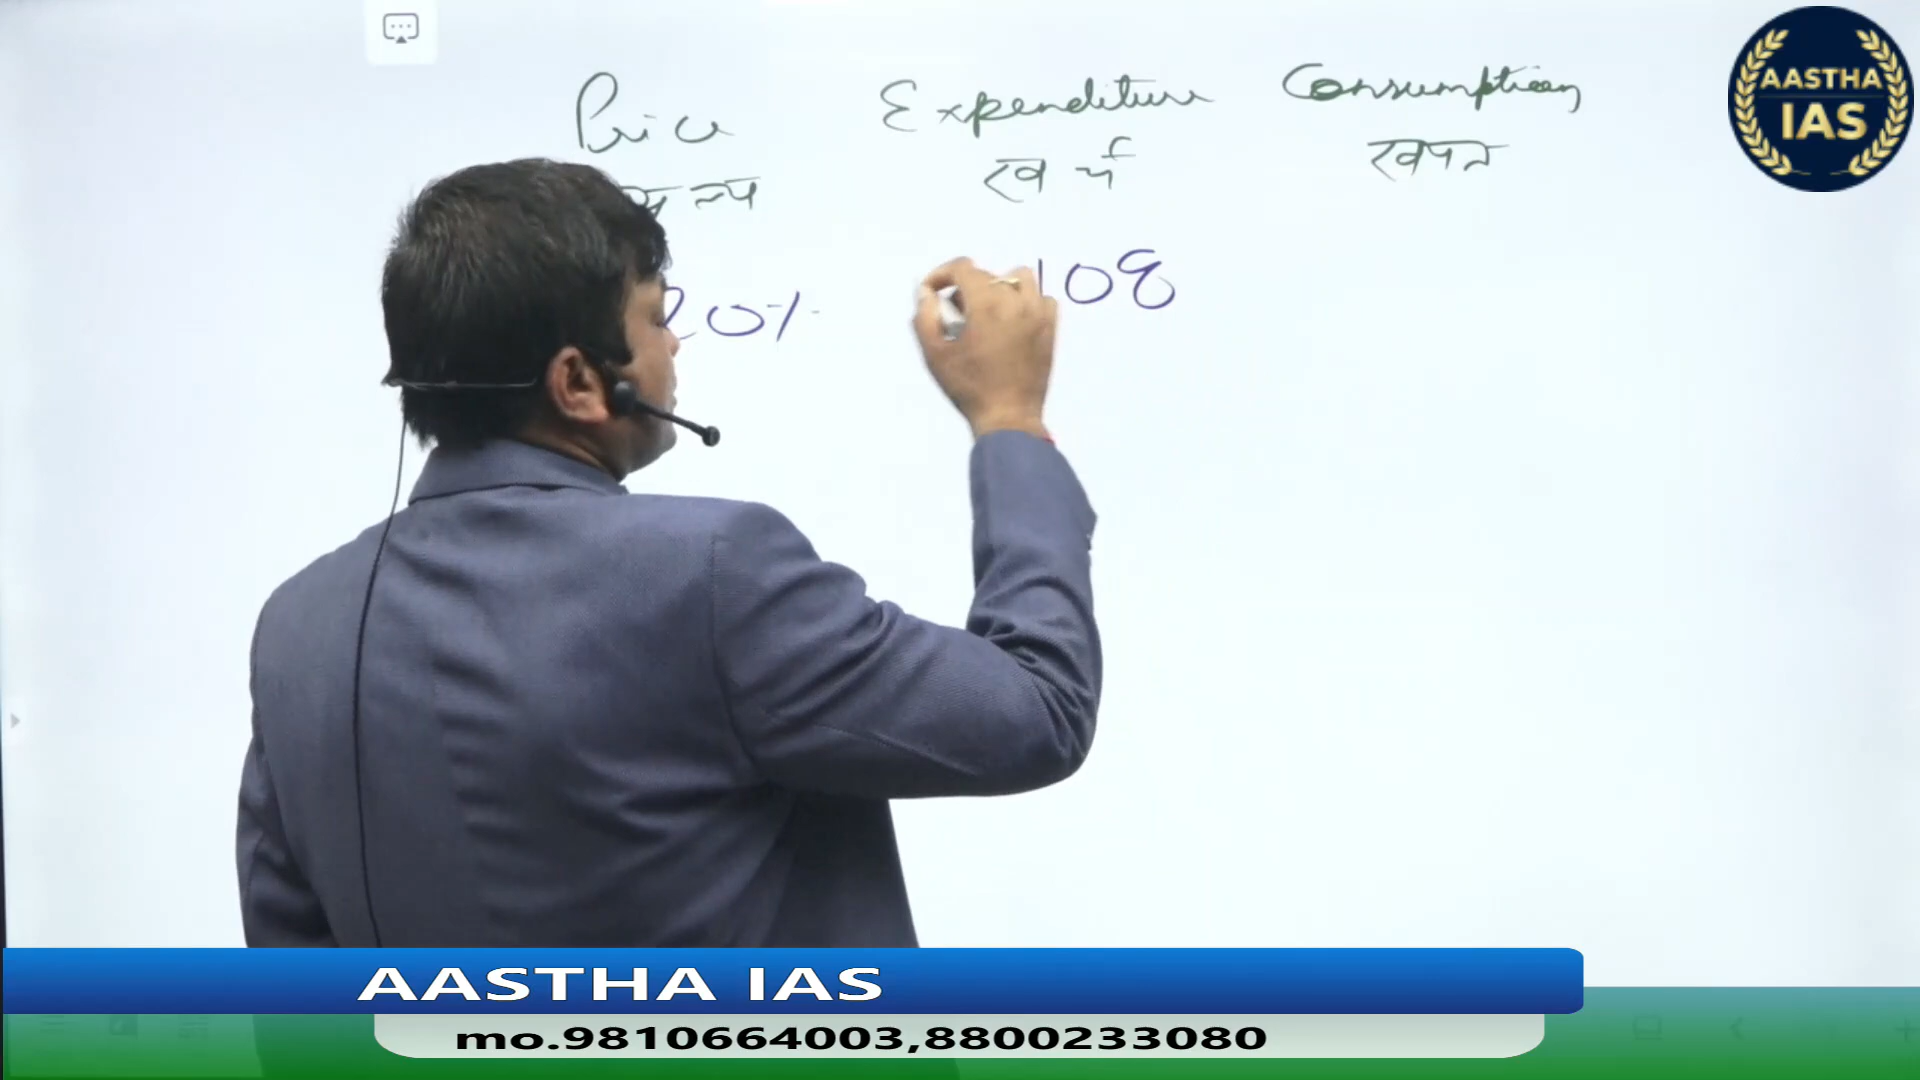 Price Expenditure Consumption
मूल्य खर्च खपत
20% 108
AASTHA
IAS
AASTHA IAS
mo.9810664003,8800233080